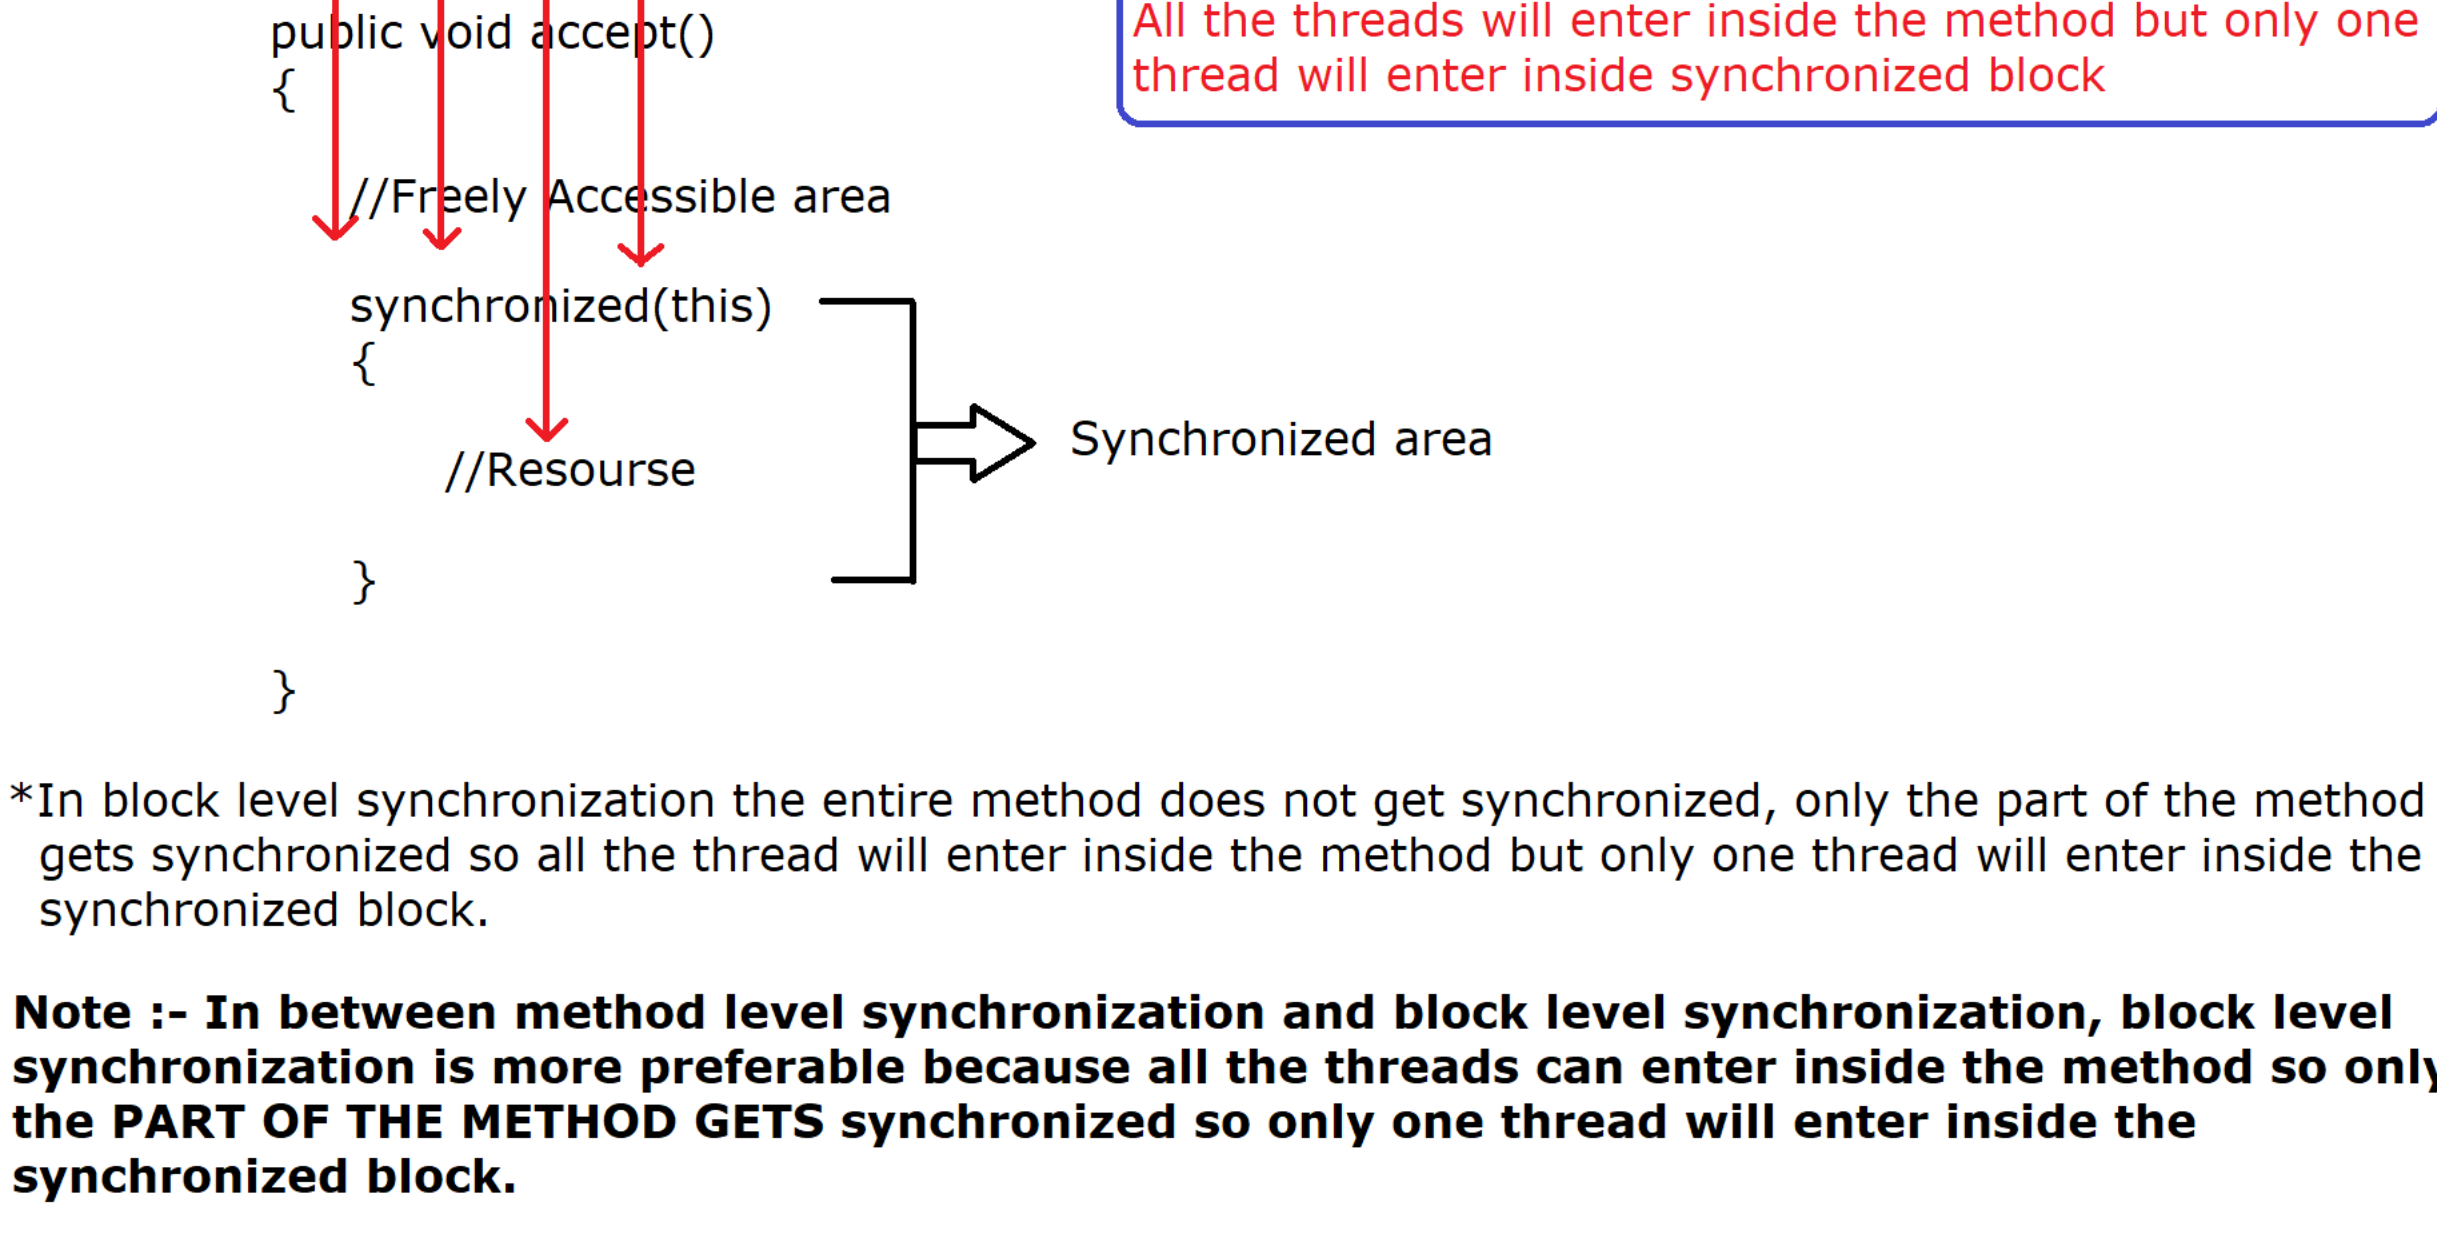 public void accept()
{
All the threads will enter inside the method but only one
thread will enter inside synchronized block
//Freely Accessible area
synchronized(this)
{
//Resourse
Synchronized area
}
}
*In block level synchronization the entire method does not get synchronized, only the part of the method
gets synchronized so all the thread will enter inside the method but only one thread will enter inside the
synchronized block.
Note :- In between method level synchronization and block level synchronization, block level
synchronization is more preferable because all the threads can enter inside the method so only
the PART OF THE METHOD GETS synchronized so only one thread will enter inside the
synchronized block.